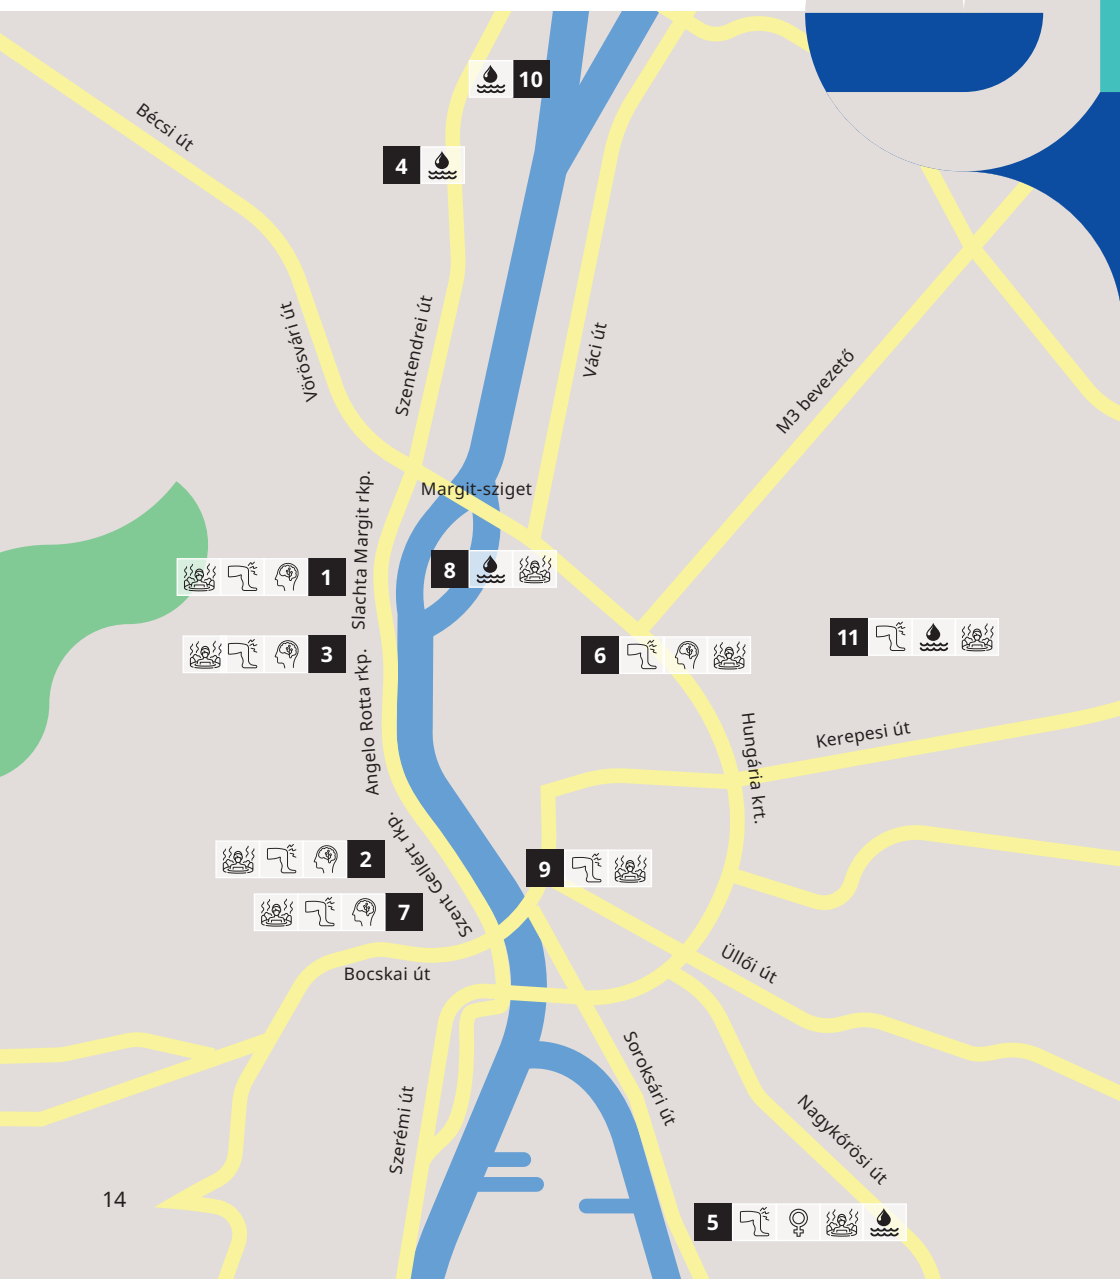 10
Bécsi út
4
Vörösvári út
Szentendrei út
Váci út
M3 bevezető
Margit-sziget
Slachta Margit rkp.
8
1
11
3
6
Angelo Rotta rkp.
Hungária krt.
Kerepesi út
Szent Gellért rkp.
2
9
7
Bocskai út
Üllői út
Soroksári út
Szerémi út
Nagykőrösi út
14
5